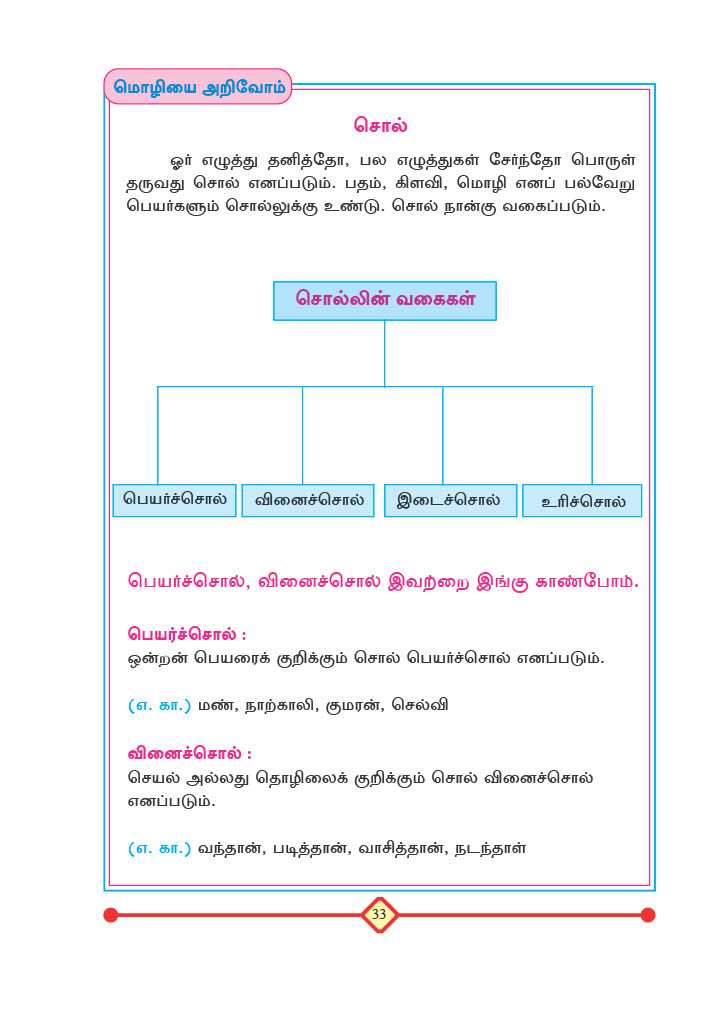 மொழியை அறிவோம்
சொல்
ஓர் எழுத்து தனித்தோ, பல எழுத்துகள் சேர்ந்தோ பொருள்
தருவது சொல் எனப்படும். பதம், கிளவி, மொழி எனப் பல்வேறு
பெயர்களும் சொல்லுக்கு உண்டு. சொல் நான்கு வகைப்படும்.
சொல்லின் வகைகள்
பெயர்ச்சொல் வினைச்சொல் இடைச்சொல் உரிச்சொல்
பெயர்ச்சொல், வினைச்சொல் இவற்றை இங்கு காண்போம்.
பெயர்ச்சொல் :
ஒன்றன் பெயரைக் குறிக்கும் சொல் பெயர்ச்சொல் எனப்படும்.
(எ. கா.) மண், நாற்காலி, குமரன், செல்வி
வினைச்சொல் :
செயல் அல்லது தொழிலைக் குறிக்கும் சொல் வினைச்சொல்
எனப்படும்.
(எ. கா.) வந்தான், படித்தான், வாசித்தான், நடந்தாள்
33